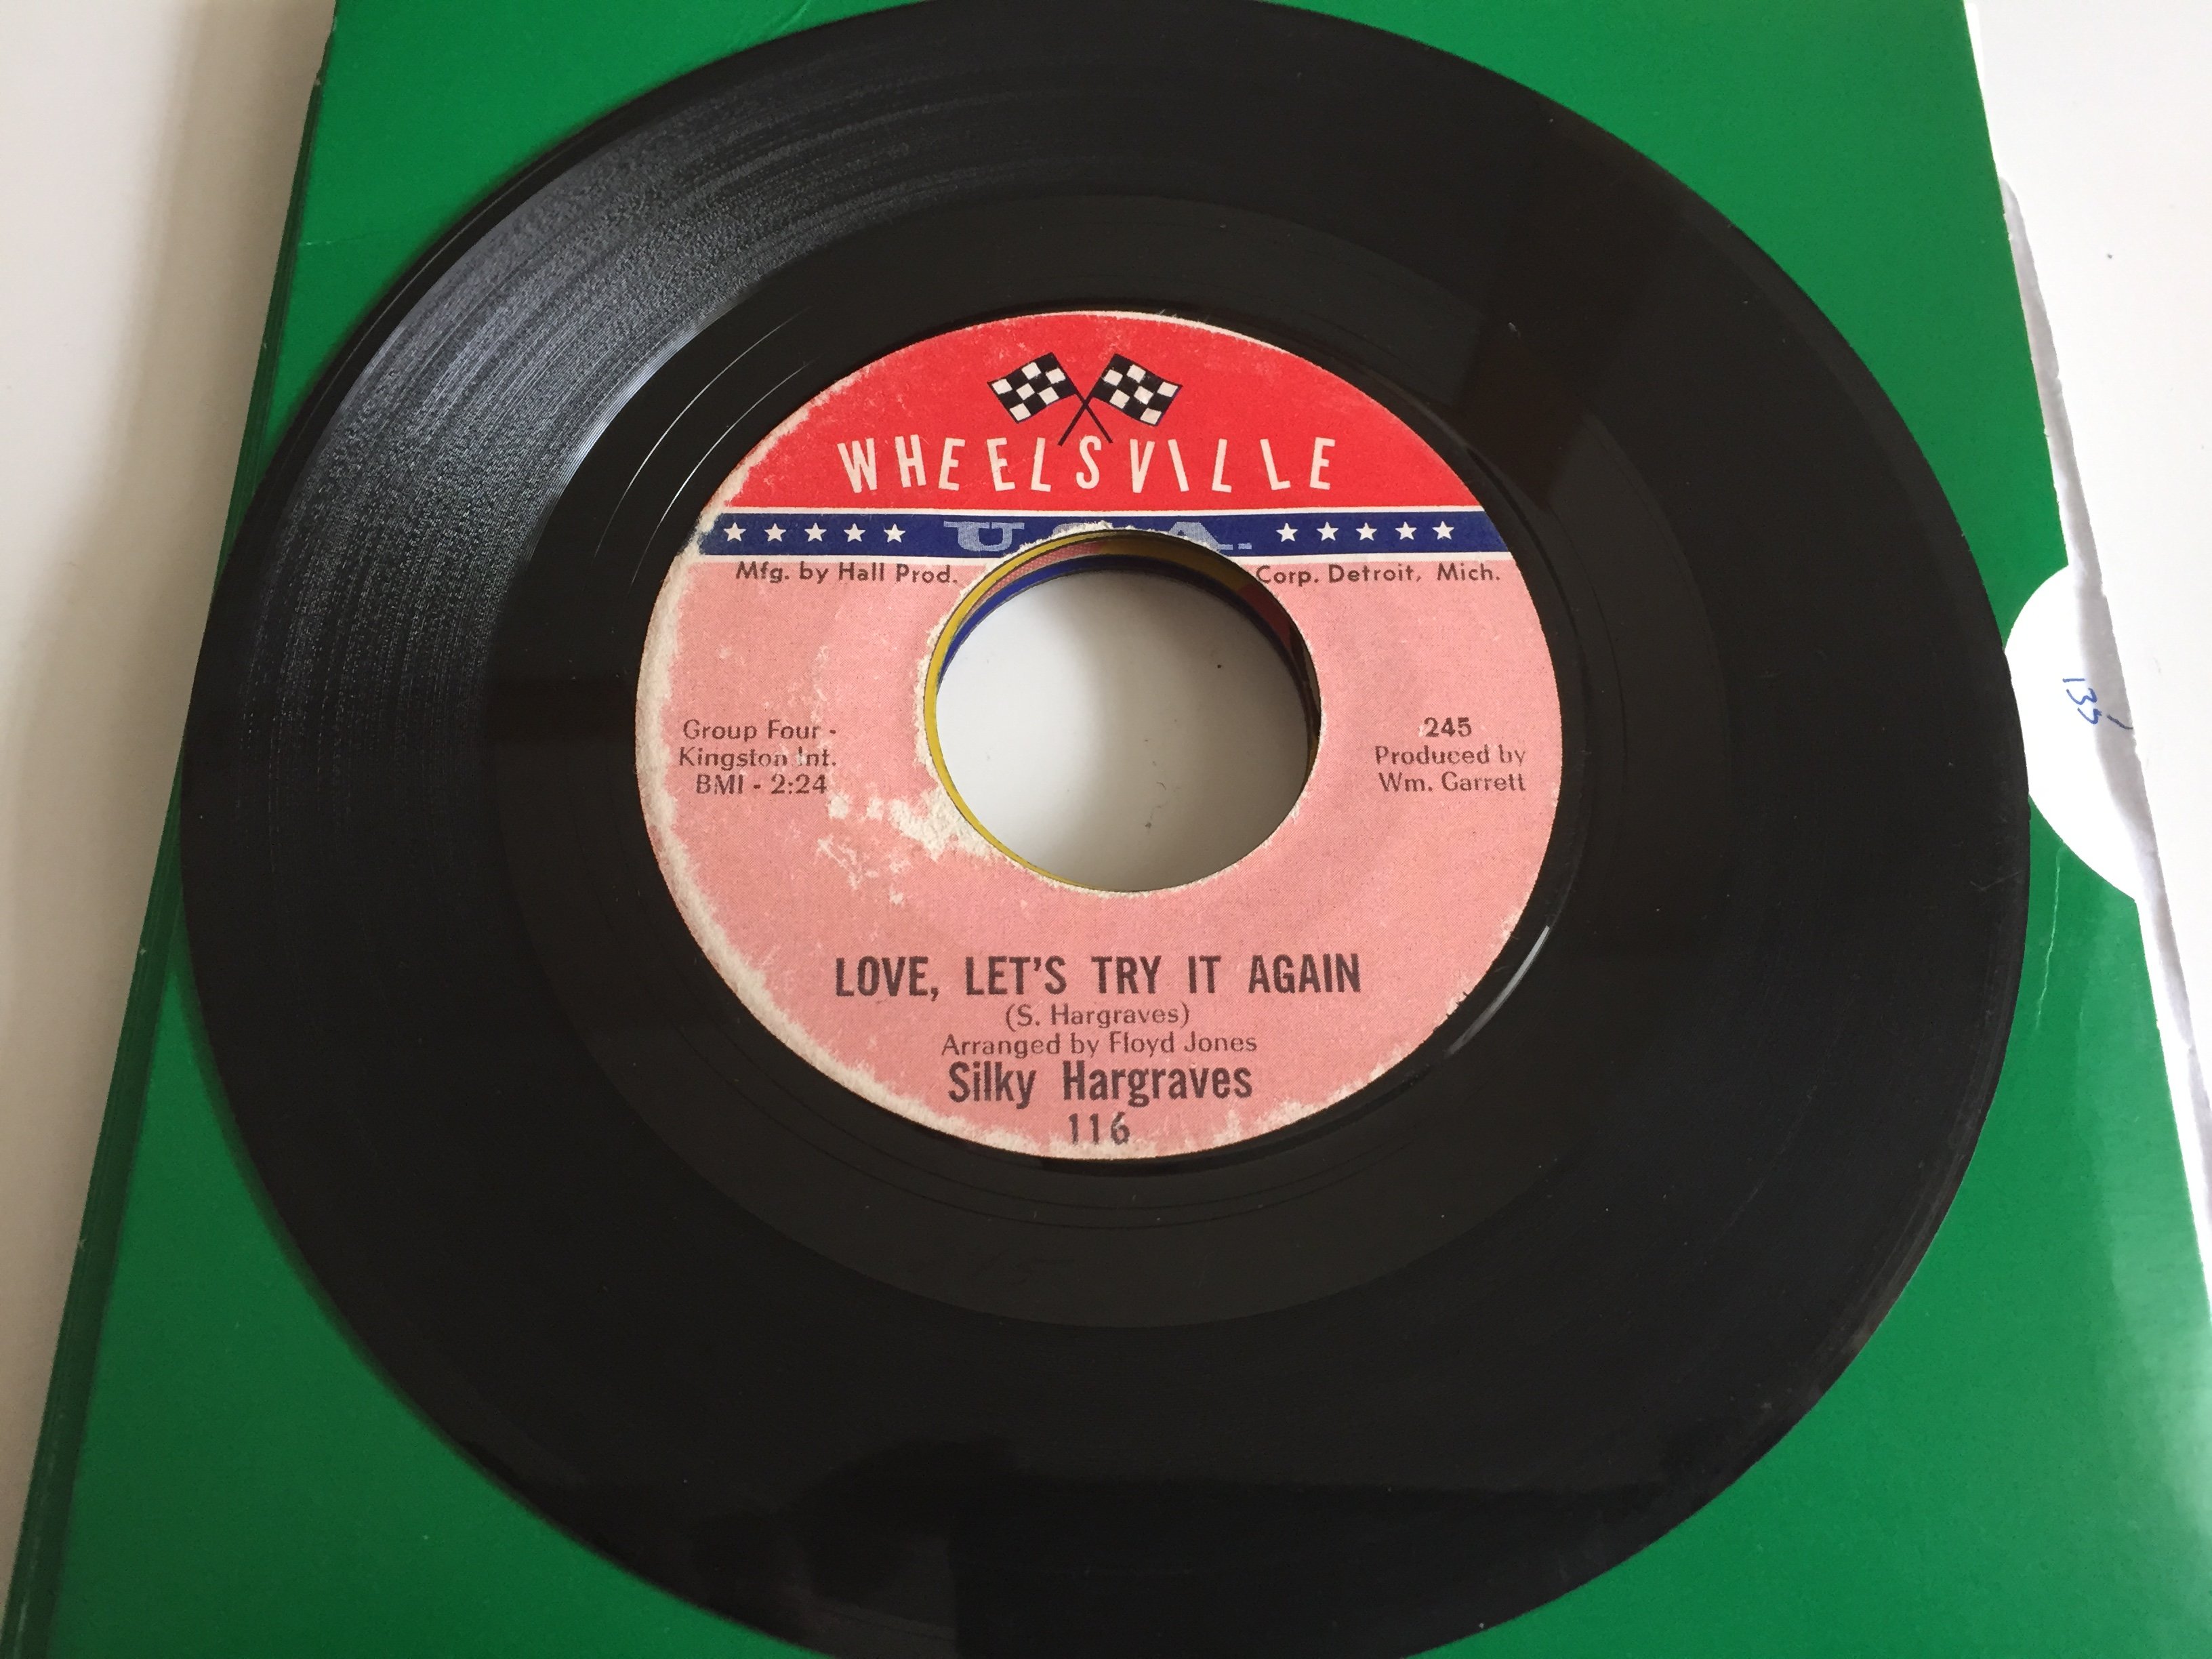 WHEELSVILLE
U.S.A.
Mfg. by Hall Prod. Corp. Detroit, Mich.
Group Four -
Kingston Int.
BMI - 2:24
245
Produced by
Wm. Garrett
LOVE, LET'S TRY IT AGAIN
(S. Hargraves)
Arranged by Floyd Jones
Silky Hargraves
116
135